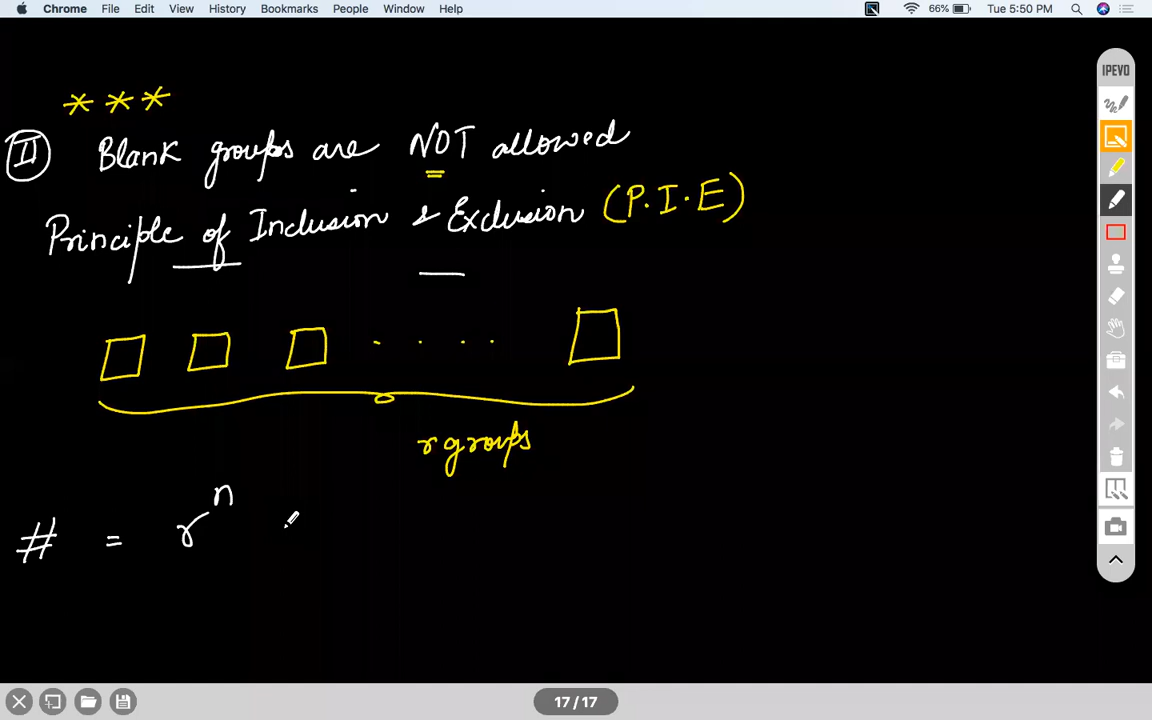 Chrome File Edit View History Bookmarks People Window Help 66% Tue 5:50 PM
IPEVO
***
II Blank groups are NOT allowed
Principle of Inclusion & Exclusion (P.I.E)
r groups
# = r^n
17 / 17